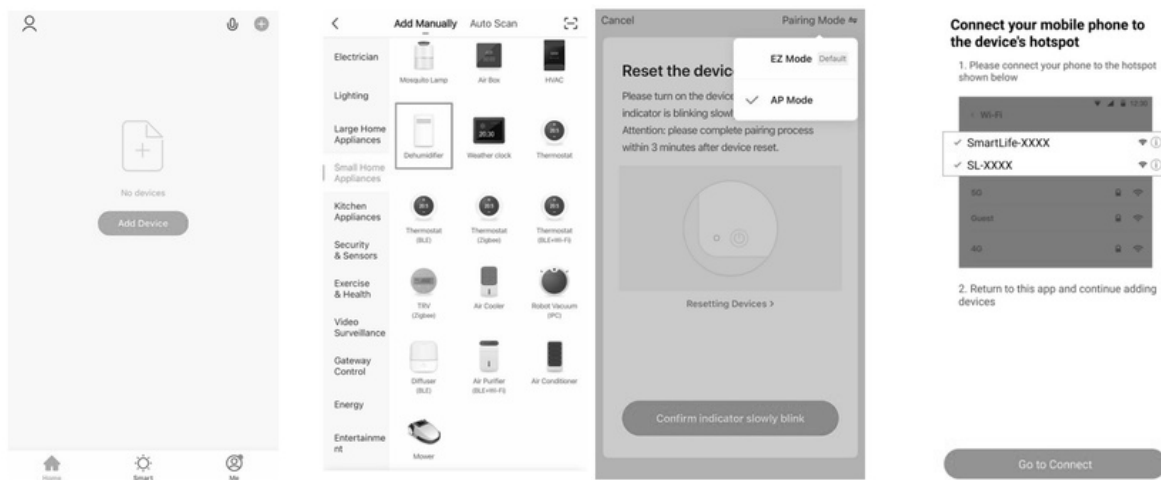 No devices
Add Device
Home
Smart
Me
Add Manually
Auto Scan
Electrician
Lighting
Large Home
Appliances
Small Home
Appliances
Kitchen
Appliances
Security
& Sensors
Exercise
& Health
Video
Surveillance
Gateway
Control
Energy
Entertainme
nt
Mosquito Lamp
Air Box
HVAC
Dehumidifier
Weather clock
Thermostat
Thermostat
(BLE)
Thermostat
(Zigbee)
Thermostat
(BLE+Wi-Fi)
TRV
(Zigbee)
Air Cooler
Robot Vacuum
(IPC)
Diffuser
(BLE)
Air Purifier
(BLE+Wi-Fi)
Air Conditioner
Mower
Cancel
Pairing Mode
EZ Mode Default
AP Mode
Reset the devic
Please turn on the device
indicator is blinking slowl
Attention: please complete pairing process
within 3 minutes after device reset.
Resetting Devices >
Confirm indicator slowly blink
Connect your mobile phone to
the device's hotspot
1. Please connect your phone to the hotspot
shown below
12:30
Wi-Fi
SmartLife-XXXX
SL-XXXX
5G
Guest
4G
2. Return to this app and continue adding
devices
Go to Connect